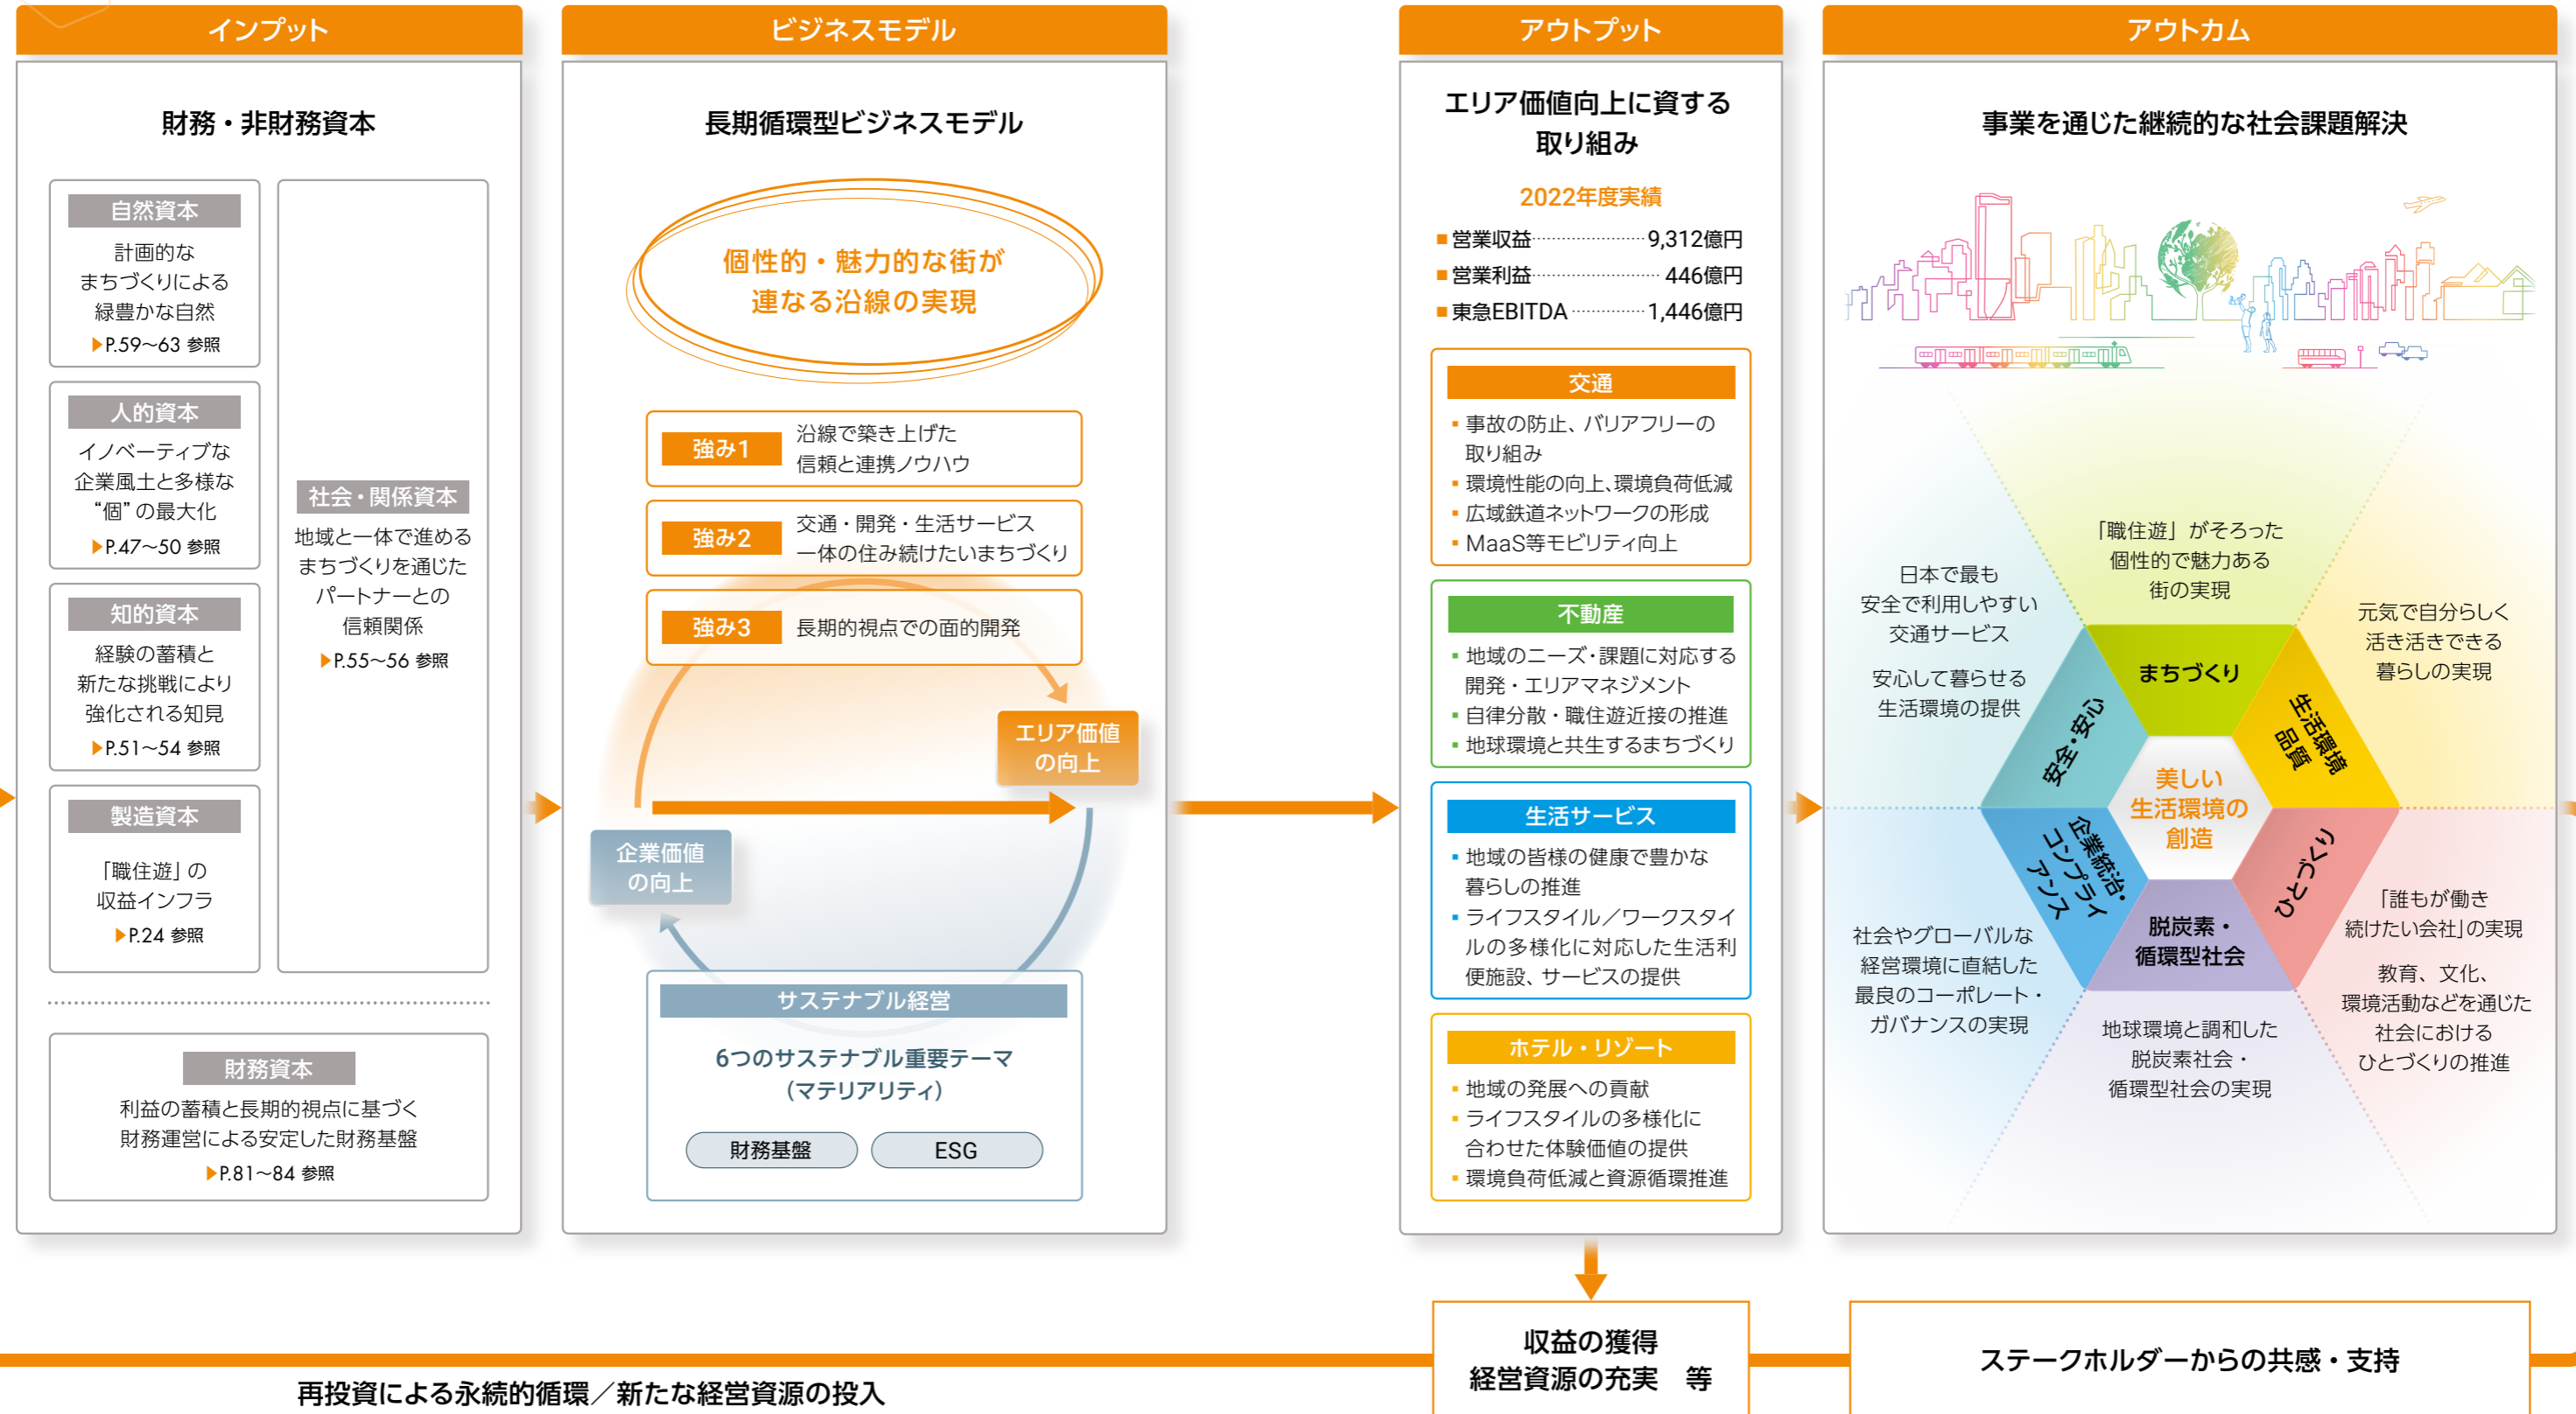 インプット
財務・非財務資本
自然資本
計画的な
まちづくりによる
緑豊かな自然
▶P.59〜63 参照
人的資本
イノベーティブな
企業風土と多様な
“個”の最大化
▶P.47〜50 参照
知的資本
経験の蓄積と
新たな挑戦により
強化される知見
▶P.51〜54 参照
製造資本
「職住遊」の
収益インフラ
▶P.24 参照
社会・関係資本
地域と一体で進める
まちづくりを通じた
パートナーとの
信頼関係
▶P.55〜56 参照
財務資本
利益の蓄積と長期的視点に基づく
財務運営による安定した財務基盤
▶P.81〜84 参照
ビジネスモデル
長期循環型ビジネスモデル
個性的・魅力的な街が
連なる沿線の実現
強み1
沿線で築き上げた
信頼と連携ノウハウ
強み2
交通・開発・生活サービス
一体の住み続けたいまちづくり
強み3
長期的視点での面的開発
エリア価値
の向上
企業価値
の向上
サステナブル経営
6つのサステナブル重要テーマ
（マテリアリティ）
財務基盤
ESG
アウトプット
エリア価値向上に資する
取り組み
2022年度実績
■営業収益 9,312億円
■営業利益 446億円
■東急EBITDA 1,446億円
交通
▪事故の防止、バリアフリーの
取り組み
▪環境性能の向上、環境負荷低減
▪広域鉄道ネットワークの形成
▪MaaS等モビリティ向上
不動産
▪地域のニーズ・課題に対応する
開発・エリアマネジメント
▪自律分散・職住遊近接の推進
▪地球環境と共生するまちづくり
生活サービス
▪地域の皆様の健康で豊かな
暮らしの推進
▪ライフスタイル／ワークスタイ
ルの多様化に対応した生活利
便施設、サービスの提供
ホテル・リゾート
▪地域の発展への貢献
▪ライフスタイルの多様化に
合わせた体験価値の提供
▪環境負荷低減と資源循環推進
アウトカム
事業を通じた継続的な社会課題解決
「職住遊」がそろった
個性的で魅力ある
街の実現
日本で最も
安全で利用しやすい
交通サービス
安心して暮らせる
生活環境の提供
元気で自分らしく
活き活きできる
暮らしの実現
まちづくり
安全・安心
生活環境
品質
美しい
生活環境の
創造
企業統治・
コンプライ
アンス
ひとづくり
脱炭素・
循環型社会
社会やグローバルな
経営環境に直結した
最良のコーポレート・
ガバナンスの実現
地球環境と調和した
脱炭素社会・
循環型社会の実現
「誰もが働き
続けたい会社」の実現
教育、文化、
環境活動などを通じた
社会における
ひとづくりの推進
収益の獲得
経営資源の充実　等
ステークホルダーからの共感・支持
再投資による永続的循環／新たな経営資源の投入